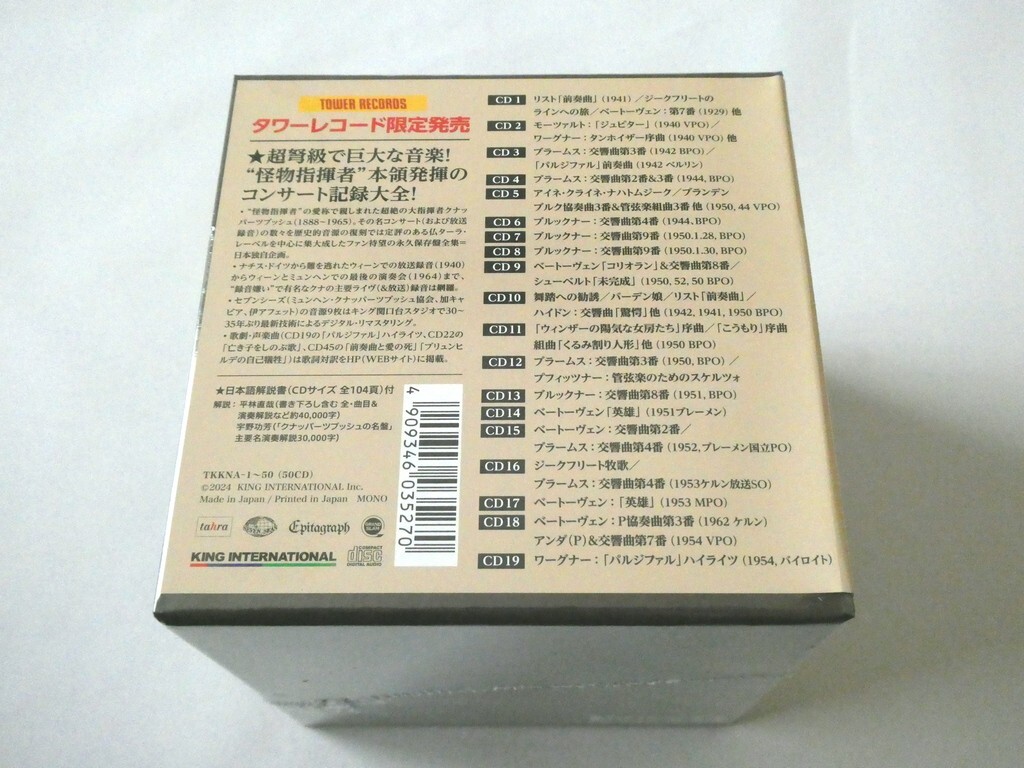 TOWER RECORDS
タワーレコード限定発売
★超弩級で巨大な音楽!
“怪物指揮者”本領発揮の
コンサート記録大全!
・“怪物指揮者”の愛称で親しまれた超絶の大指揮者クナッ
パーツブッシュ(1888~1965)。その名コンサート(および放送
録音)の数々を歴史的音源の復刻では定評のある仏ターラ・
レーベルを中心に集大成したファン待望の永久保存盤全集=
日本独自企画。
・ナチス・ドイツから難を逃れたウィーンでの放送録音(1940)
からウィーンとミュンヘンでの最後の演奏会(1964)まで、
“録音嫌い”で有名なクナの主要ライヴ(&放送)録音は網羅。
・セブンシーズ(ミュンヘン・クナッパーツブッシュ協会、加キャ
ビア、伊アフェット)の音源9枚はキング関口台スタジオで30~
35年ぶり最新技術によるデジタル・リマスタリング。
・歌劇・声楽曲(CD19の「パルジファル」ハイライツ、CD22の
「亡き子をしのぶ歌」、CD45の「前奏曲と愛の死」「ブリュンヒ
ルデの自己犠牲」)は歌詞対訳をHP(WEBサイト)に掲載。
★日本語解説書(CDサイズ 全104頁)付
解説:平林直哉(書き下ろし含む 全・曲目&
演奏解説など約40,000字)
宇野功芳(「クナッパーツブッシュの名盤」
主要名演奏解説30,000字)
TKKNA-1~50 (50CD)
©2024 KING INTERNATIONAL Inc.
Made in Japan / Printed in Japan MONO
tahra
Epitagraph
KING INTERNATIONAL
COMPACT
disc
DIGITAL AUDIO
4 909346 035270
CD 1 リスト「前奏曲」(1941)/ジークフリートの
ラインへの旅/ベートーヴェン:第7番(1929)他
CD 2 モーツァルト:「ジュピター」(1940 VPO)/
ワーグナー:タンホイザー序曲(1940 VPO)他
CD 3 ブラームス:交響曲第3番(1942 BPO)/
「パルジファル」前奏曲(1942 ベルリン)
CD 4 ブラームス:交響曲第2番&3番(1944, BPO)
CD 5 アイネ・クライネ・ナハトムジーク/ブランデン
ブルク協奏曲3番&管弦楽組曲3番 他(1950, 44 VPO)
CD 6 ブルックナー:交響曲第4番(1944, BPO)
CD 7 ブルックナー:交響曲第9番(1950.1.28, BPO)
CD 8 ブルックナー:交響曲第9番(1950.1.30, BPO)
CD 9 ベートーヴェン「コリオラン」&交響曲第8番/
シューベルト「未完成」(1950, 52, 50 BPO)
CD10 舞踏への勧誘/バーデン娘/リスト「前奏曲」/
ハイドン:交響曲「驚愕」他(1942, 1941, 1950 BPO)
CD11 「ウィンザーの陽気な女房たち」序曲/「こうもり」序曲
組曲「くるみ割り人形」他(1950 BPO)
CD12 ブラームス:交響曲第3番(1950, BPO)/
プフィッツナー:管弦楽のためのスケルツォ
CD13 ブルックナー:交響曲第8番(1951, BPO)
CD14 ベートーヴェン「英雄」(1951ブレーメン)
CD15 ベートーヴェン:交響曲第2番/
ブラームス:交響曲第4番(1952, ブレーメン国立PO)
CD16 ジークフリート牧歌/
ブラームス:交響曲第4番(1953ケルン放送SO)
CD17 ベートーヴェン:「英雄」(1953 MPO)
CD18 ベートーヴェン:P協奏曲第3番(1962 ケルン)
アンダ(P)&交響曲第7番(1954 VPO)
CD19 ワーグナー:「パルジファル」ハイライツ(1954, バイロイト)